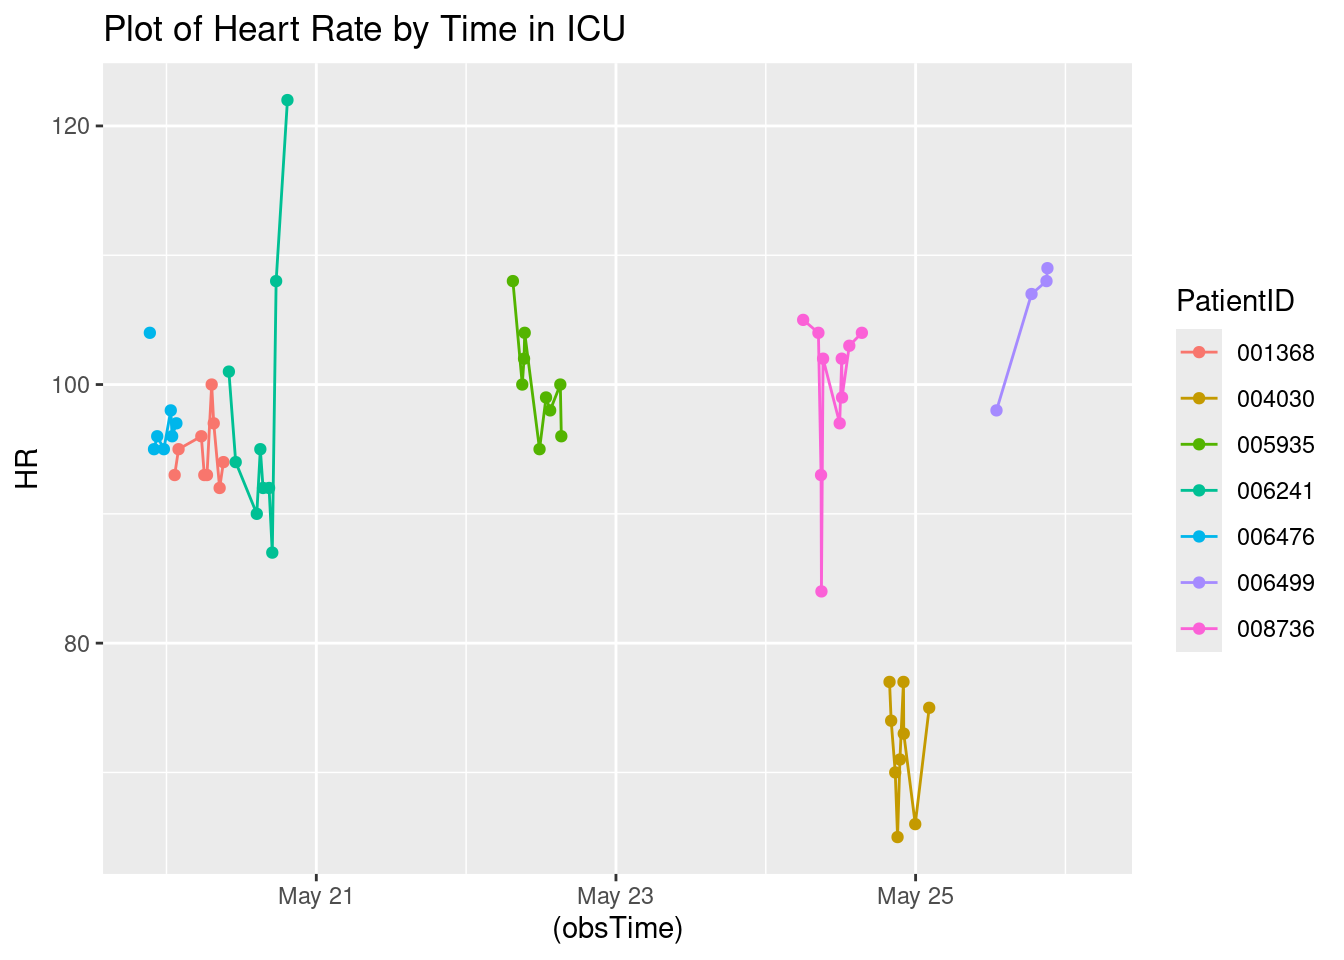 Plot of Heart Rate by Time in ICU
120
100
80
HR
May 21
May 23
May 25
(obsTime)
PatientID
001368
004030
005935
006241
006476
006499
008736